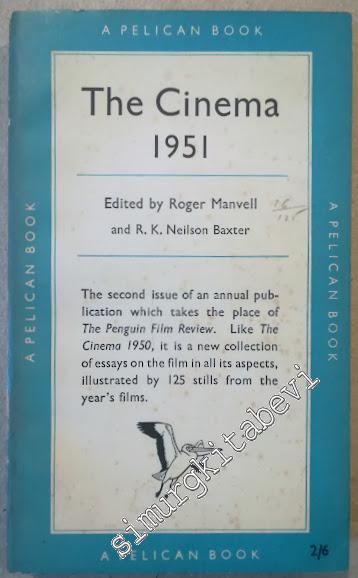 A PELICAN BOOK
The Cinema
1951
Edited by Roger Manvell
and R. K. Neilson Baxter
A PELICAN BOOK
A PELICAN BOOK
The second issue of an annual pub-
lication which takes the place of
The Penguin Film Review. Like The
Cinema 1950, it is a new collection
of essays on the film in all its aspects,
illustrated by 125 stills from the
year's films.
simurgkitabevi
A PELICAN BOOK
2/6